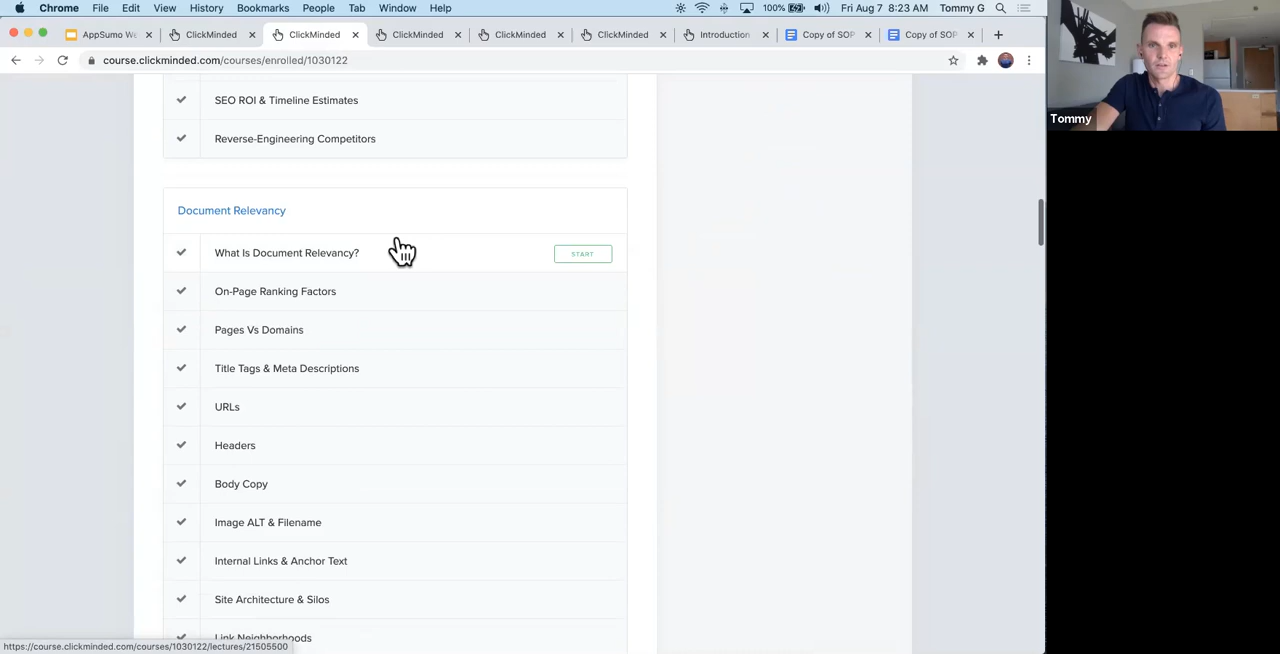 Chrome File Edit View History Bookmarks People Tab Window Help 100% Fri Aug 7 8:23 AM Tommy G
AppSumo We ClickMinded ClickMinded ClickMinded ClickMinded ClickMinded Introduction Copy of SOP Copy of SOP
course.clickminded.com/courses/enrolled/1030122
Tommy
SEO ROI & Timeline Estimates
Reverse-Engineering Competitors
Document Relevancy
What Is Document Relevancy? START
On-Page Ranking Factors
Pages Vs Domains
Title Tags & Meta Descriptions
URLs
Headers
Body Copy
Image ALT & Filename
Internal Links & Anchor Text
Site Architecture & Silos
Link Neighborhoods
https://course.clickminded.com/courses/1030122/lectures/21505500